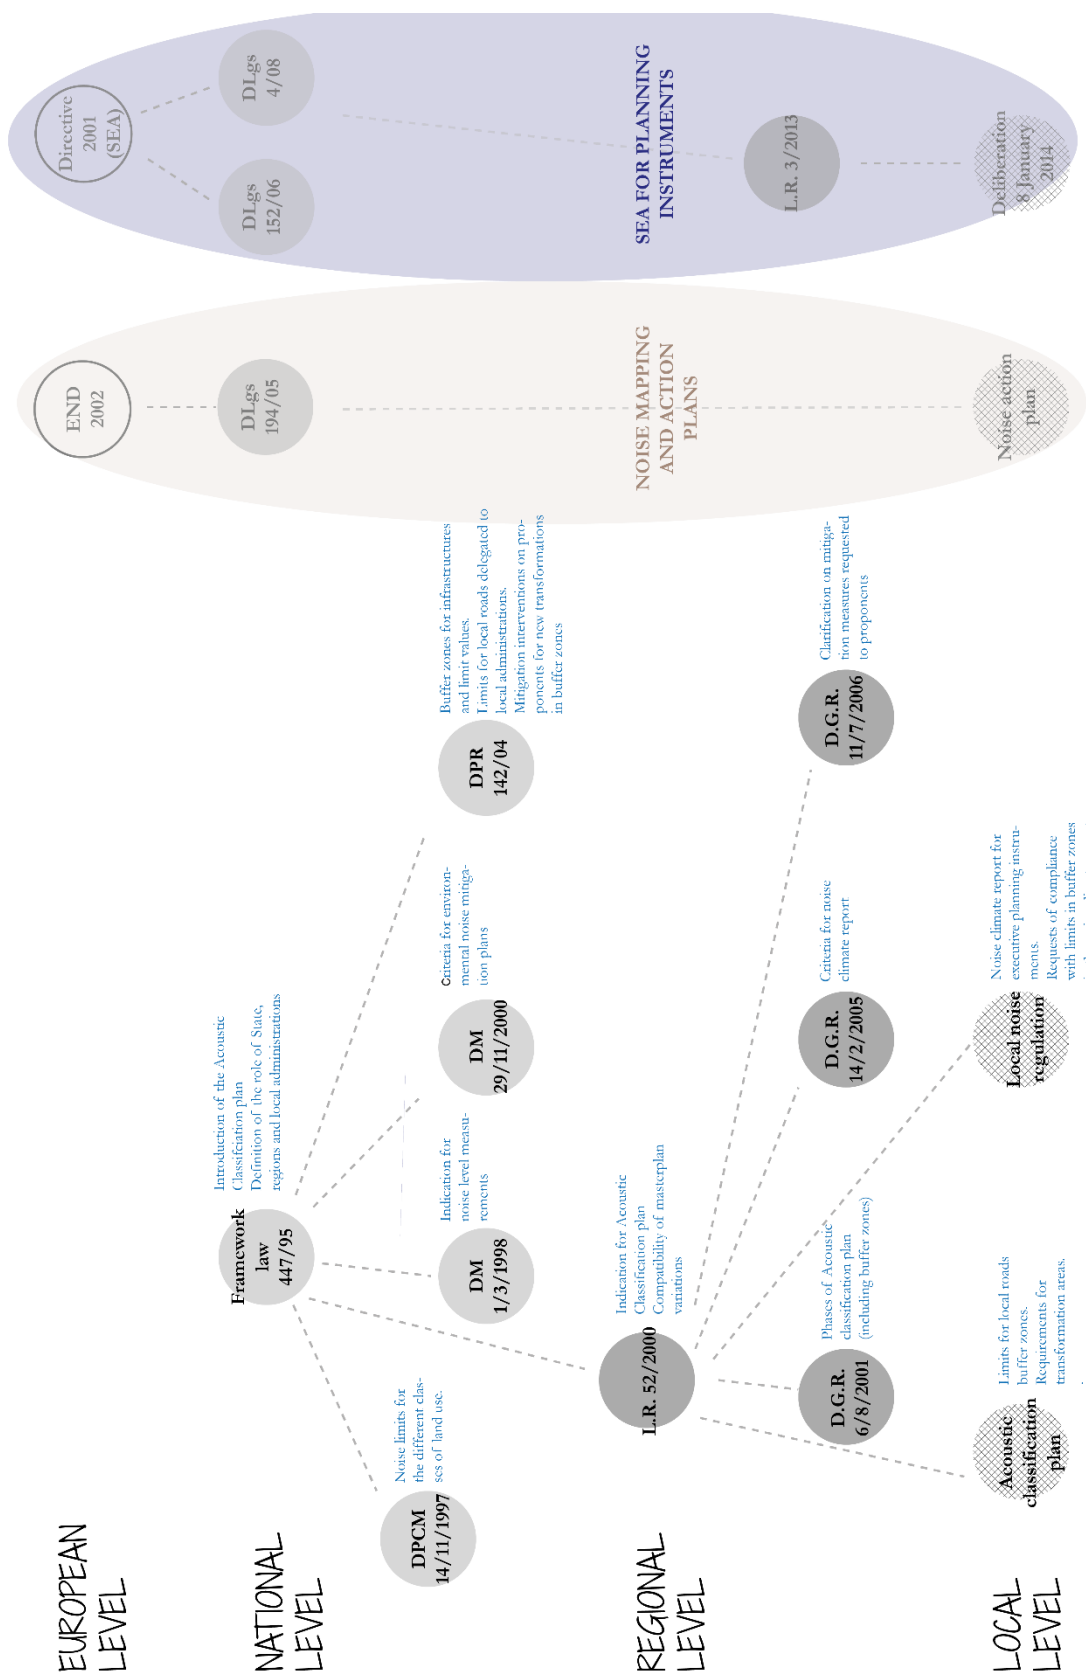 EUROPEAN
LEVEL
END
2002
Directive
2001
(SEA)
NATIONAL
LEVEL
Framework
law
447/95
Introduction of the Acoustic
Classifciation plan
Definition of the role of State,
regions and local administrations
DLgs
194/05
DLgs
152/06
DLgs
4/08
DPCM
14/11/1997
Noise limits for
the different clas-
ses of land use.
DM
1/3/1998
Indication for
noise level measu-
rements
DM
29/11/2000
Criteria for environ-
mental noise mitiga-
tion plans
DPR
142/04
Buffer zones for infrastructures
and limit values.
Limits for local roads delegated to
local administrations.
Mitigation interventions on pro-
ponents for new transformations
in buffer zones
REGIONAL
LEVEL
L.R. 52/2000
Indication for Acoustic
Classification plan
Compatibility of masterplan
variations
NOISE MAPPING
AND ACTION
PLANS
SEA FOR PLANNING
INSTRUMENTS
L.R. 3/2013
D.G.R.
6/8/2001
Phases of Acoustic
classification plan
(including buffer zones)
D.G.R.
14/2/2005
Criteria for noise
climate report
D.G.R.
11/7/2006
Clarification on mitiga-
tion measures requested
to proponents
LOCAL
LEVEL
Acoustic
classification
plan
Limits for local roads
buffer zones.
Requirements for
transformation areas.
Local noise
regulation
Noise climate report for
executive planning instru-
ments.
Requests of compliance
with limits in buffer zones
Noise action
plan
Deliberation
8 January
2014